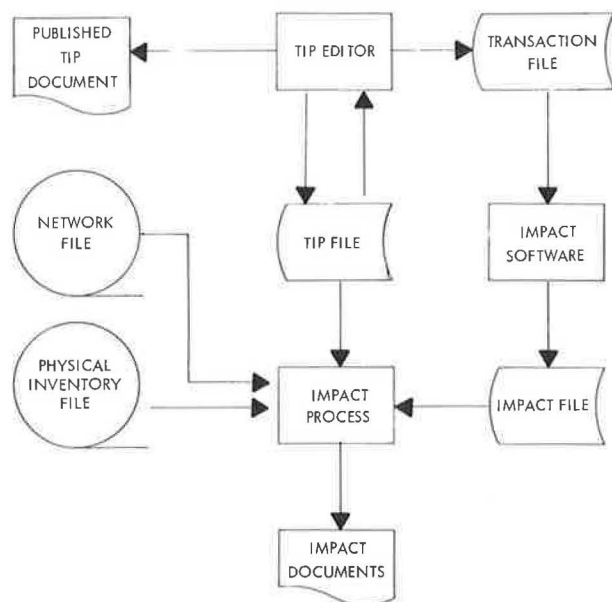 PUBLISHED
TIP
DOCUMENT
TIP EDITOR
TRANSACTION
FILE
NETWORK
FILE
TIP FILE
IMPACT
SOFTWARE
PHYSICAL
INVENTORY
FILE
IMPACT
PROCESS
IMPACT FILE
IMPACT
DOCUMENTS